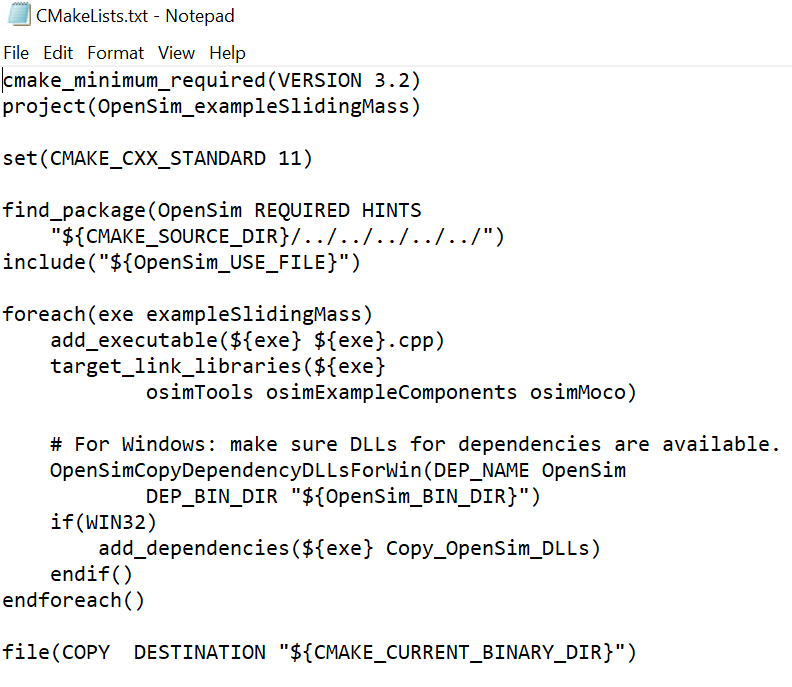 CMakeLists.txt - Notepad
File Edit Format View Help
cmake_minimum_required(VERSION 3.2)
project(OpenSim_exampleSlidingMass)

set(CMAKE_CXX_STANDARD 11)

find_package(OpenSim REQUIRED HINTS
    "${CMAKE_SOURCE_DIR}/../../../../../")
include("${OpenSim_USE_FILE}")

foreach(exe exampleSlidingMass)
    add_executable(${exe} ${exe}.cpp)
    target_link_libraries(${exe}
            osimTools osimExampleComponents osimMoco)

    # For Windows: make sure DLLs for dependencies are available.
    OpenSimCopyDependencyDLLsForWin(DEP_NAME OpenSim
            DEP_BIN_DIR "${OpenSim_BIN_DIR}")
    if(WIN32)
        add_dependencies(${exe} Copy_OpenSim_DLLs)
    endif()
endforeach()

file(COPY  DESTINATION "${CMAKE_CURRENT_BINARY_DIR}")